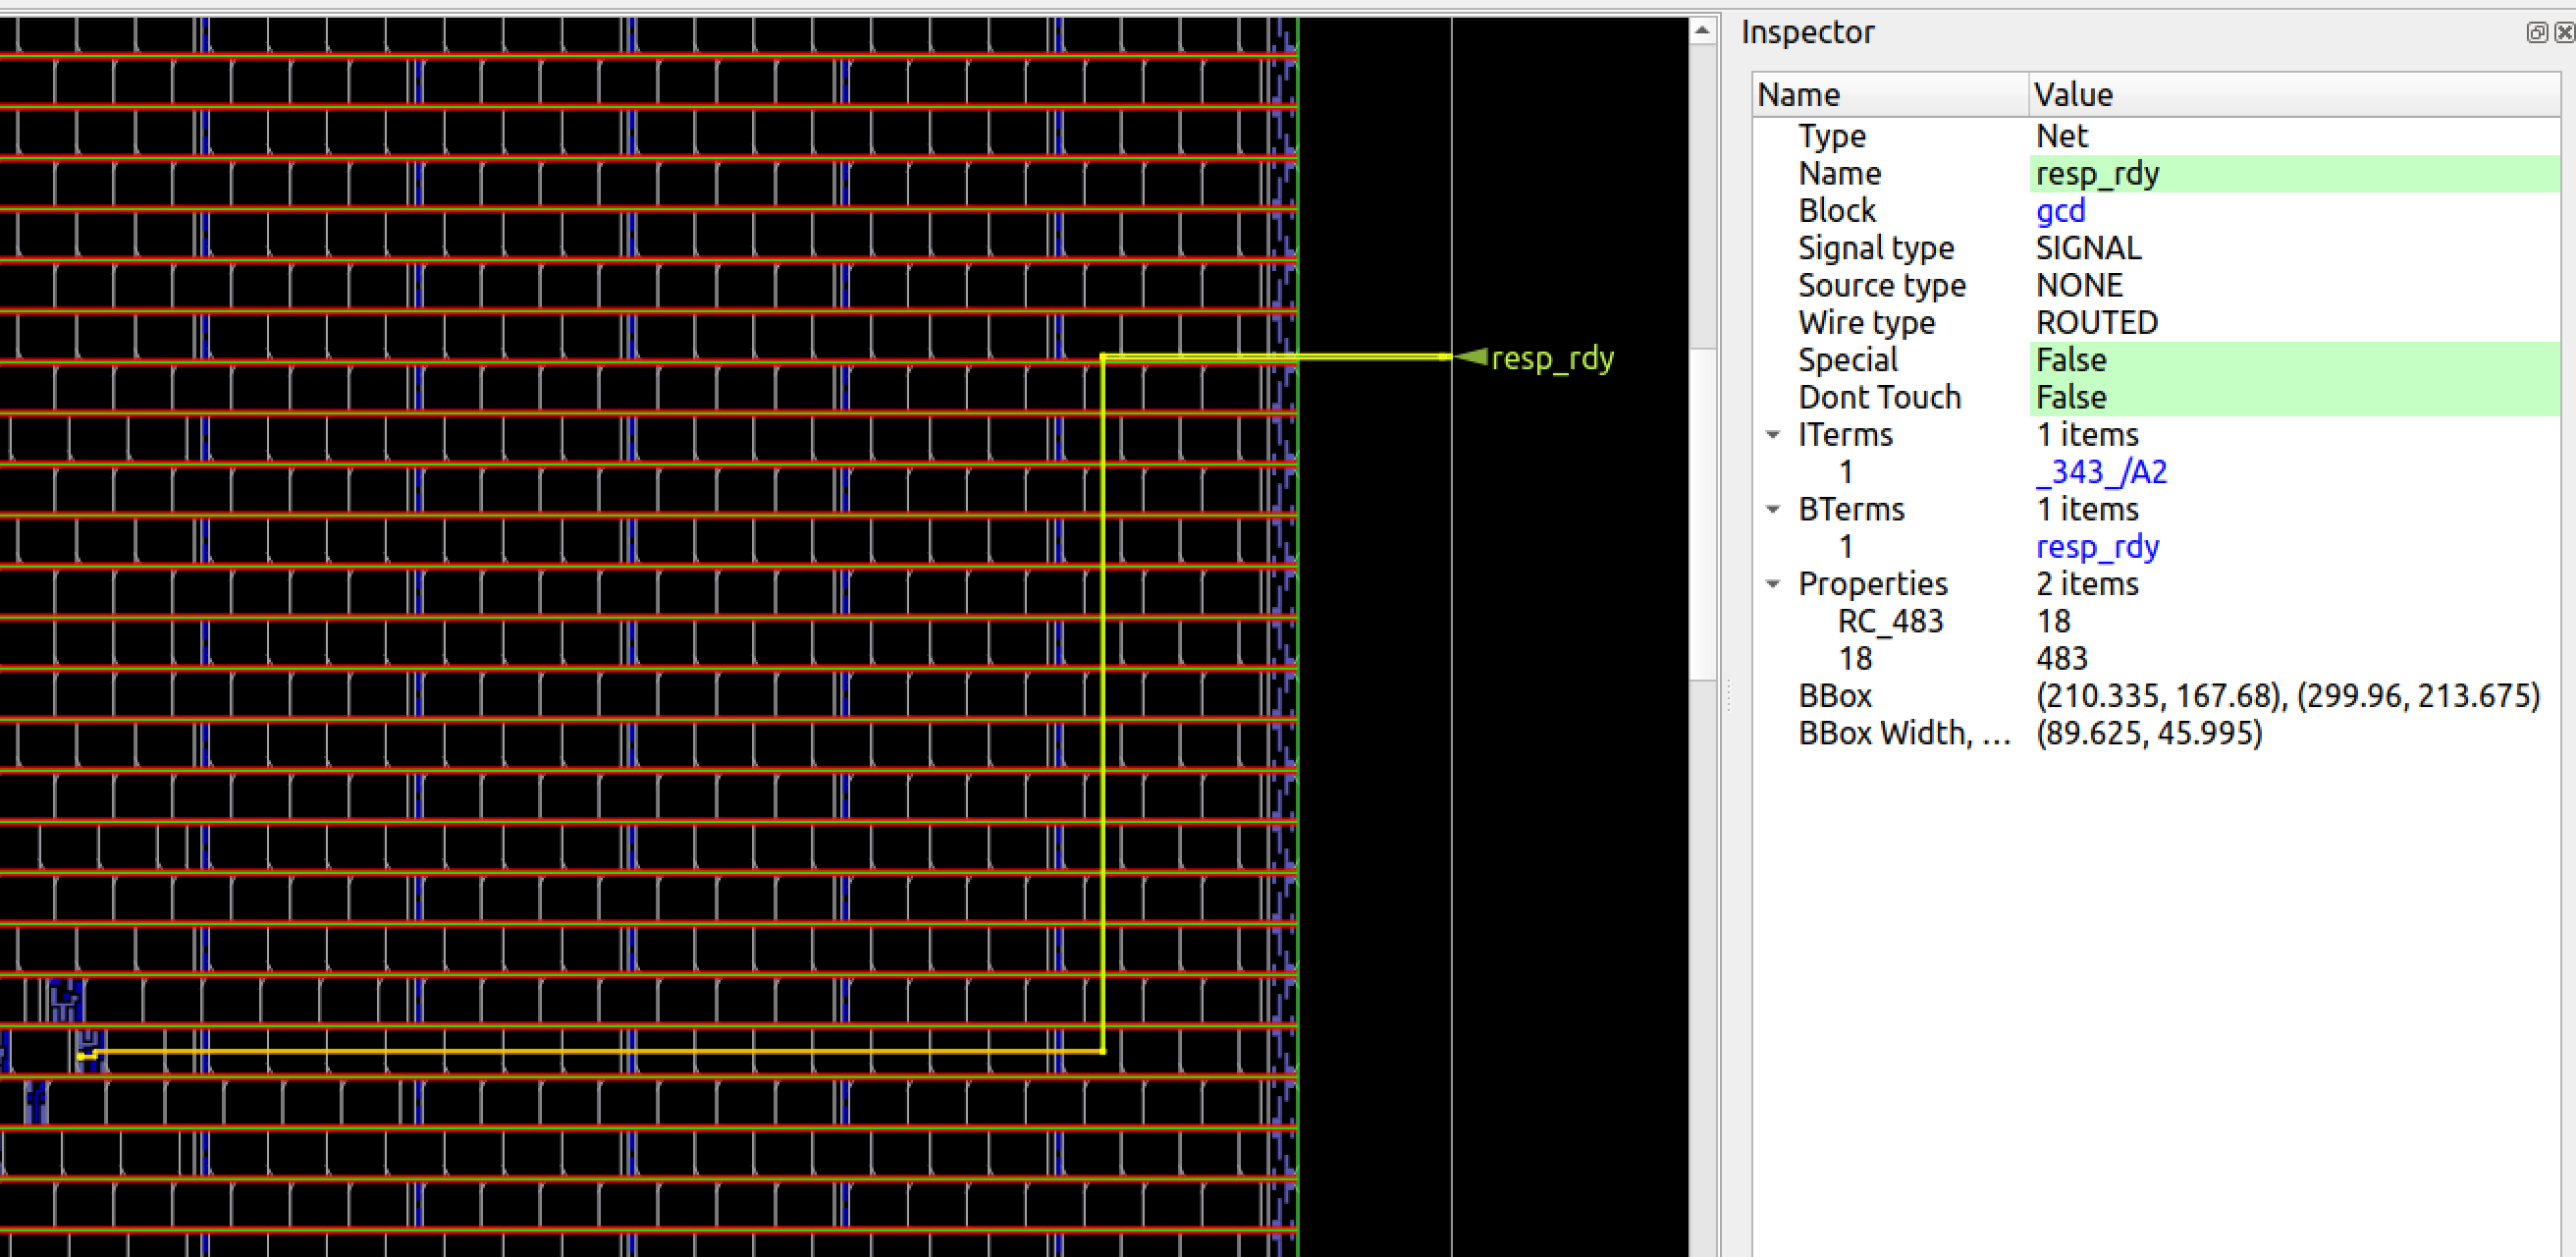 resp_rdy
Inspector
Name Value
Type Net
Name resp_rdy
Block gcd
Signal type SIGNAL
Source type NONE
Wire type ROUTED
Special False
Dont Touch False
ITerms 1 items
1 _343_/A2
BTerms 1 items
1 resp_rdy
Properties 2 items
RC_483 18
18 483
BBox (210.335, 167.68), (299.96, 213.675)
BBox Width, ... (89.625, 45.995)